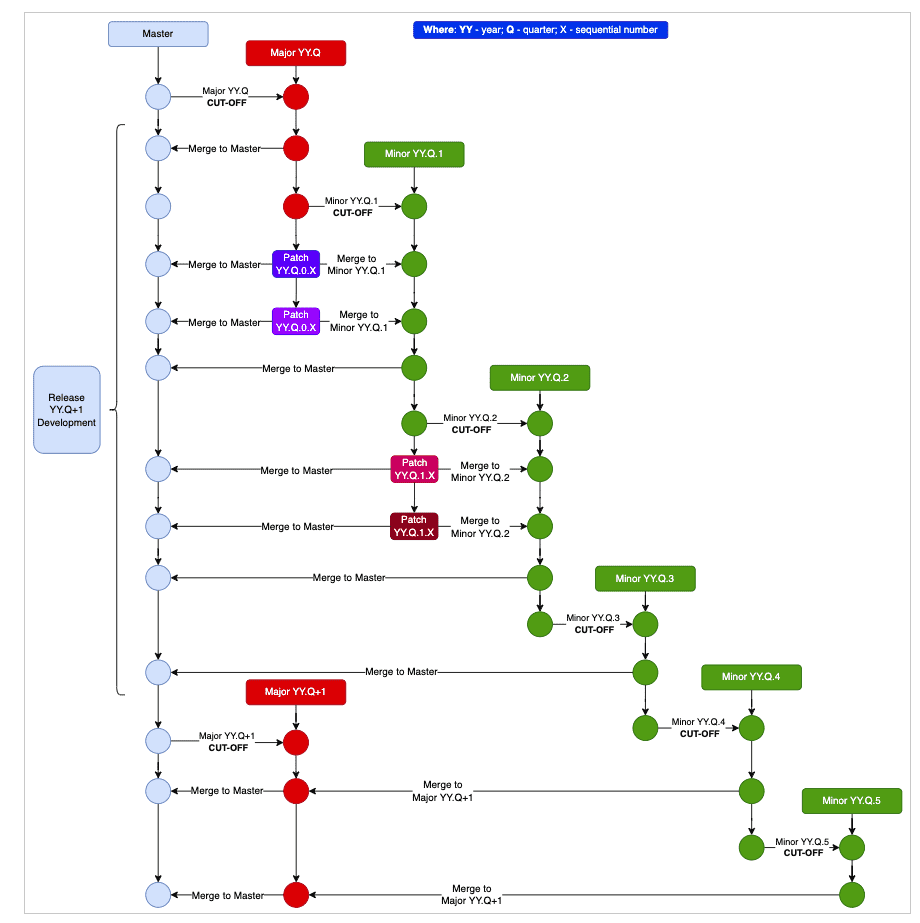 Where: YY - year; Q - quarter; X - sequential number
Master
Major YY.Q
Major YY.Q
CUT-OFF
Merge to Master
Minor YY.Q.1
Minor YY.Q.1
CUT-OFF
Merge to Master
Patch
YY.Q.0.X
Merge to
Minor YY.Q.1
Merge to Master
Patch
YY.Q.0.X
Merge to
Minor YY.Q.1
Merge to Master
Minor YY.Q.2
Release
YY.Q+1
Development
Minor YY.Q.2
CUT-OFF
Merge to Master
Patch
YY.Q.1.X
Merge to
Minor YY.Q.2
Merge to Master
Patch
YY.Q.1.X
Merge to
Minor YY.Q.2
Merge to Master
Minor YY.Q.3
Minor YY.Q.3
CUT-OFF
Merge to Master
Minor YY.Q.4
Major YY.Q+1
Minor YY.Q.4
CUT-OFF
Major YY.Q+1
CUT-OFF
Merge to Master
Merge to
Major YY.Q+1
Minor YY.Q.5
Minor YY.Q.5
CUT-OFF
Merge to Master
Merge to
Major YY.Q+1